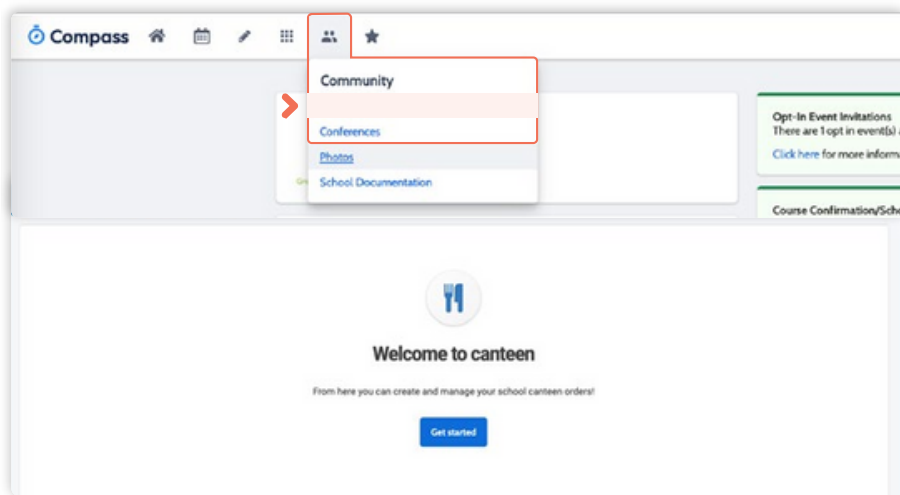 Compass
Community
Conferences
Photos
School Documentation
Opt-In Event Invitations
There are 1 opt in event(s)
Click here for more inform
Course Confirmation/Sche
Welcome to canteen
From here you can create and manage your school canteen orders!
Get started